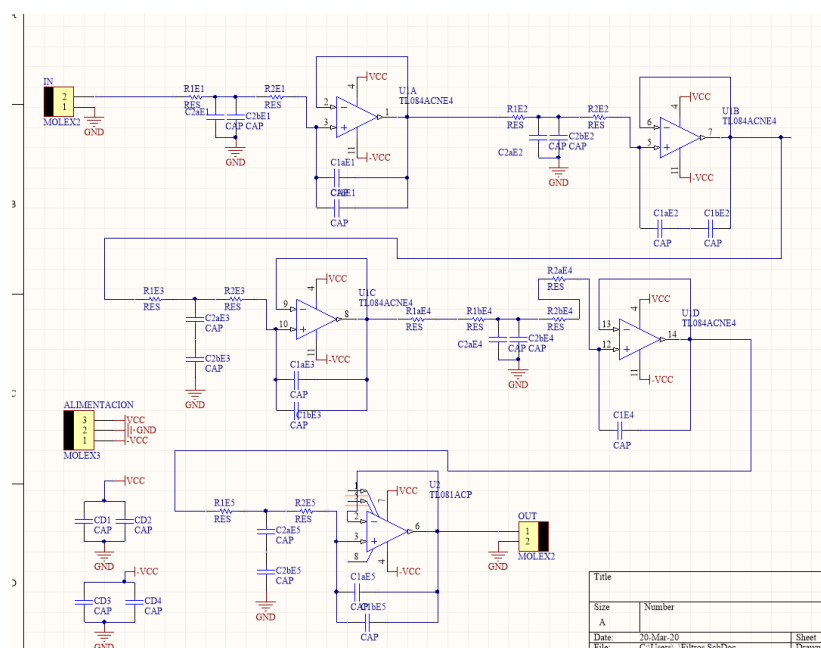 A
IN
2
1
MOLEX2
GND
R1E1
RES
C2aE1
C2bE1
CAP CAP
GND
R2E1
RES
U1A
TL084ACNE4
VCC
4
2
3
1
11
-VCC
C1aE1
CAP
R1E2
RES
C2aE2
C2bE2
CAP CAP
GND
R2E2
RES
U1B
TL084ACNE4
VCC
4
6
5
7
11
-VCC
C1aE2
CAP
C1bE2
CAP
B
R1E3
RES
C2aE3
CAP
C2bE3
CAP
GND
R2E3
RES
U1C
TL084ACNE4
VCC
4
9
10
8
11
-VCC
C1aE3
CAP
C1bE3
CAP
R1aE4
RES
R1bE4
RES
C2aE4
C2bE4
CAP CAP
GND
R2aE4
RES
R2bE4
RES
U1D
TL084ACNE4
VCC
4
13
12
14
11
-VCC
C1E4
CAP
C
ALIMENTACION
3
2
1
VCC
GND
-VCC
MOLEX3
VCC
CD1
CAP
CD2
CAP
GND
-VCC
CD3
CAP
CD4
CAP
GND
R1E5
RES
C2aE5
CAP
C2bE5
CAP
GND
R2E5
RES
U2
TL081ACP
VCC
7
1
2
3
8
6
4
-VCC
C1aE5
CAP
C1bE5
CAP
OUT
1
2
MOLEX2
GND
D
Title
Size
Number
A
Date:
20-Mar-20
Sheet
File: